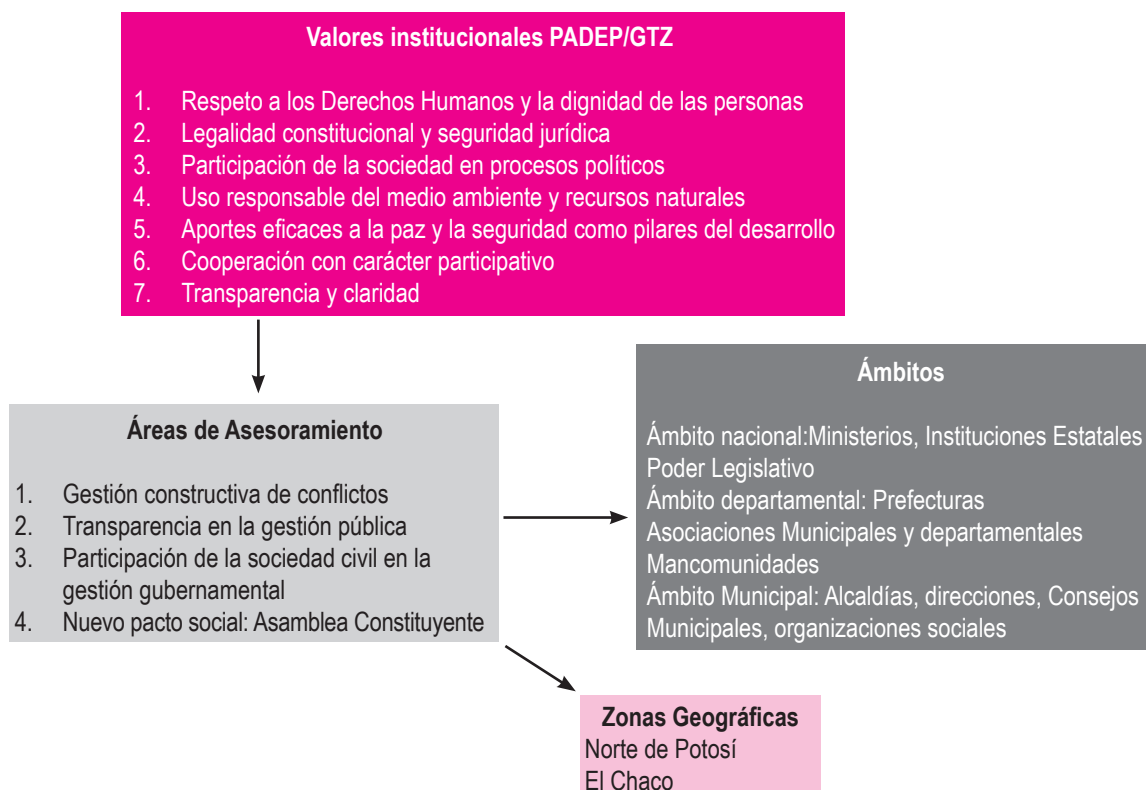 Valores institucionales PADEP/GTZ
1. Respeto a los Derechos Humanos y la dignidad de las personas
2. Legalidad constitucional y seguridad jurídica
3. Participación de la sociedad en procesos políticos
4. Uso responsable del medio ambiente y recursos naturales
5. Aportes eficaces a la paz y la seguridad como pilares del desarrollo
6. Cooperación con carácter participativo
7. Transparencia y claridad
Áreas de Asesoramiento
1. Gestión constructiva de conflictos
2. Transparencia en la gestión pública
3. Participación de la sociedad civil en la
gestión gubernamental
4. Nuevo pacto social: Asamblea Constituyente
Ámbitos
Ámbito nacional:Ministerios, Instituciones Estatales
Poder Legislativo
Ámbito departamental: Prefecturas
Asociaciones Municipales y departamentales
Mancomunidades
Ámbito Municipal: Alcaldías, direcciones, Consejos
Municipales, organizaciones sociales
Zonas Geográficas
Norte de Potosí
El Chaco